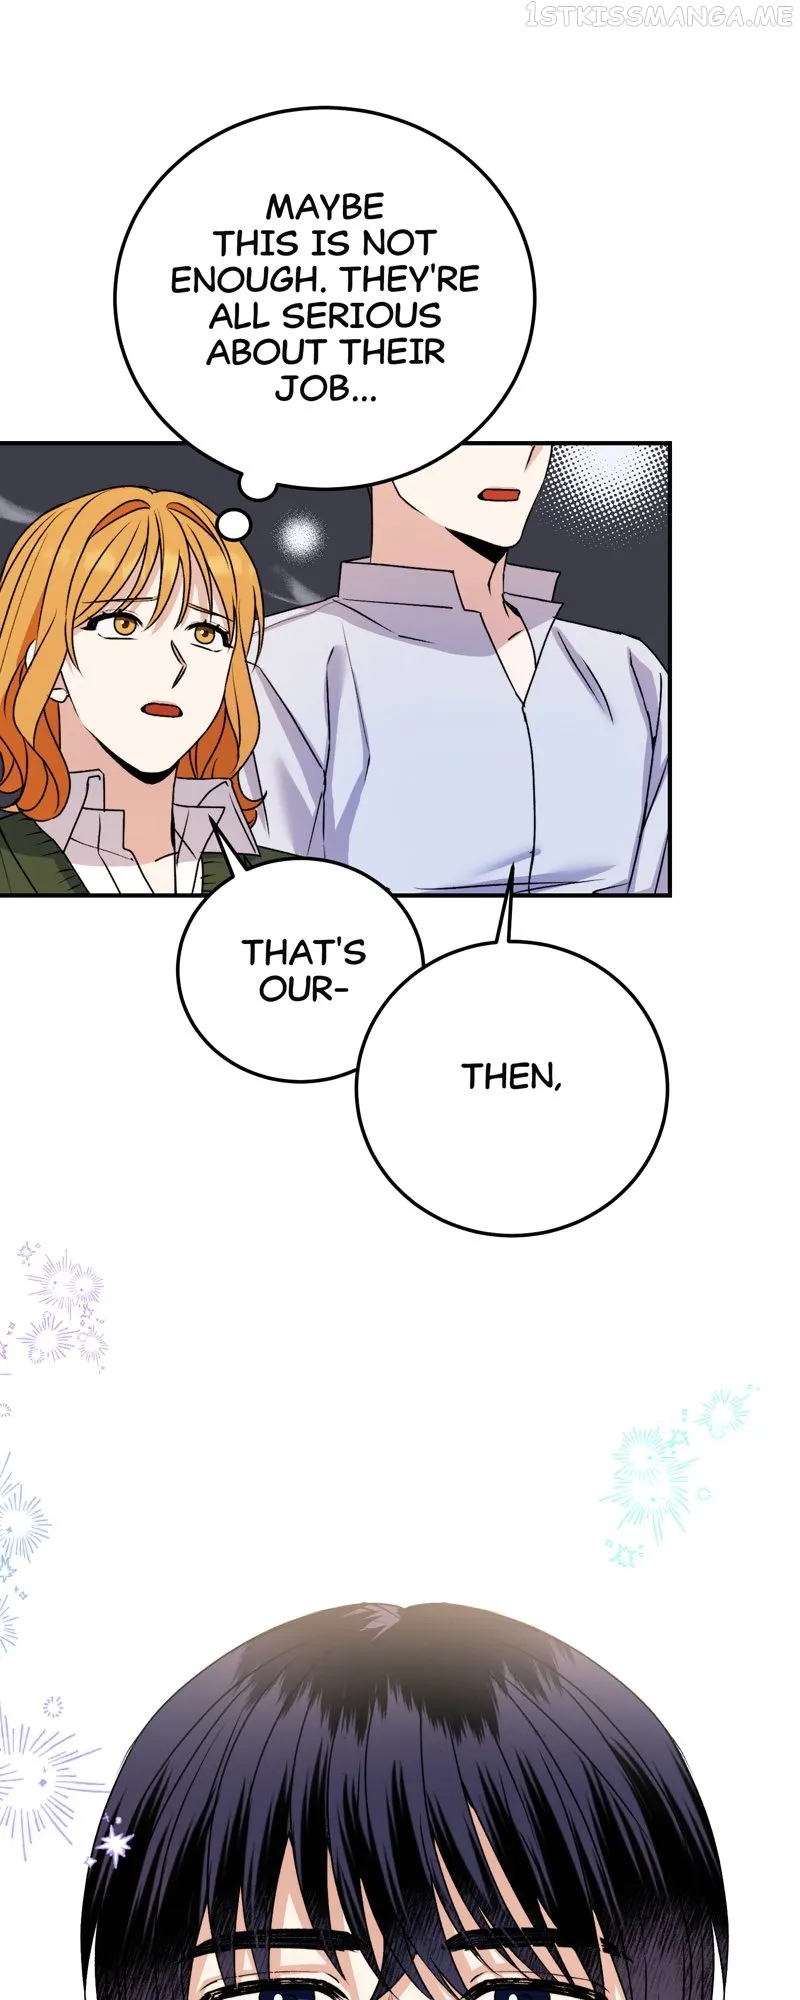 1STKISSMANGA.ME
MAYBE
THIS IS NOT
ENOUGH. THEY'RE
ALL SERIOUS
ABOUT THEIR
JOB...
THAT'S
OUR-
THEN,